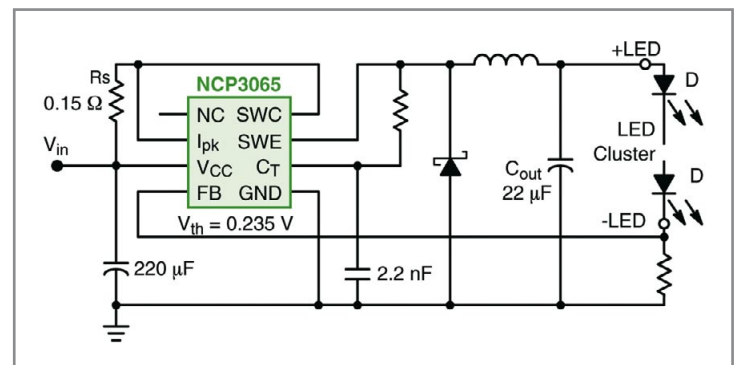 +LED
Rs
0.15 Ω
NCP3065
D
NC SWC
LED
Cluster
Vin
Ipk SWE
VCC CT
Cout
22 µF
D
FB GND
-LED
Vth = 0.235 V
220 µF
2.2 nF